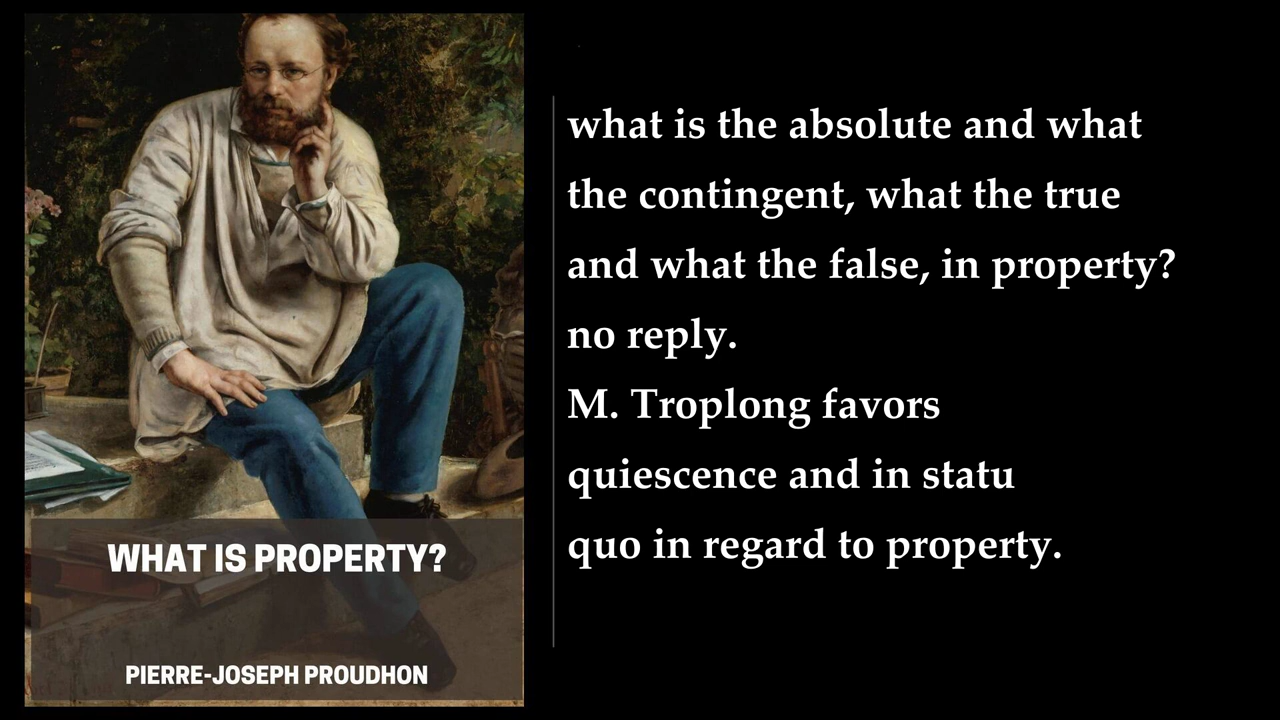 WHAT IS PROPERTY?
PIERRE-JOSEPH PROUDHON
what is the absolute and what
the contingent, what the true
and what the false, in property?
no reply.
M. Troplong favors
quiescence and in statu
quo in regard to property.